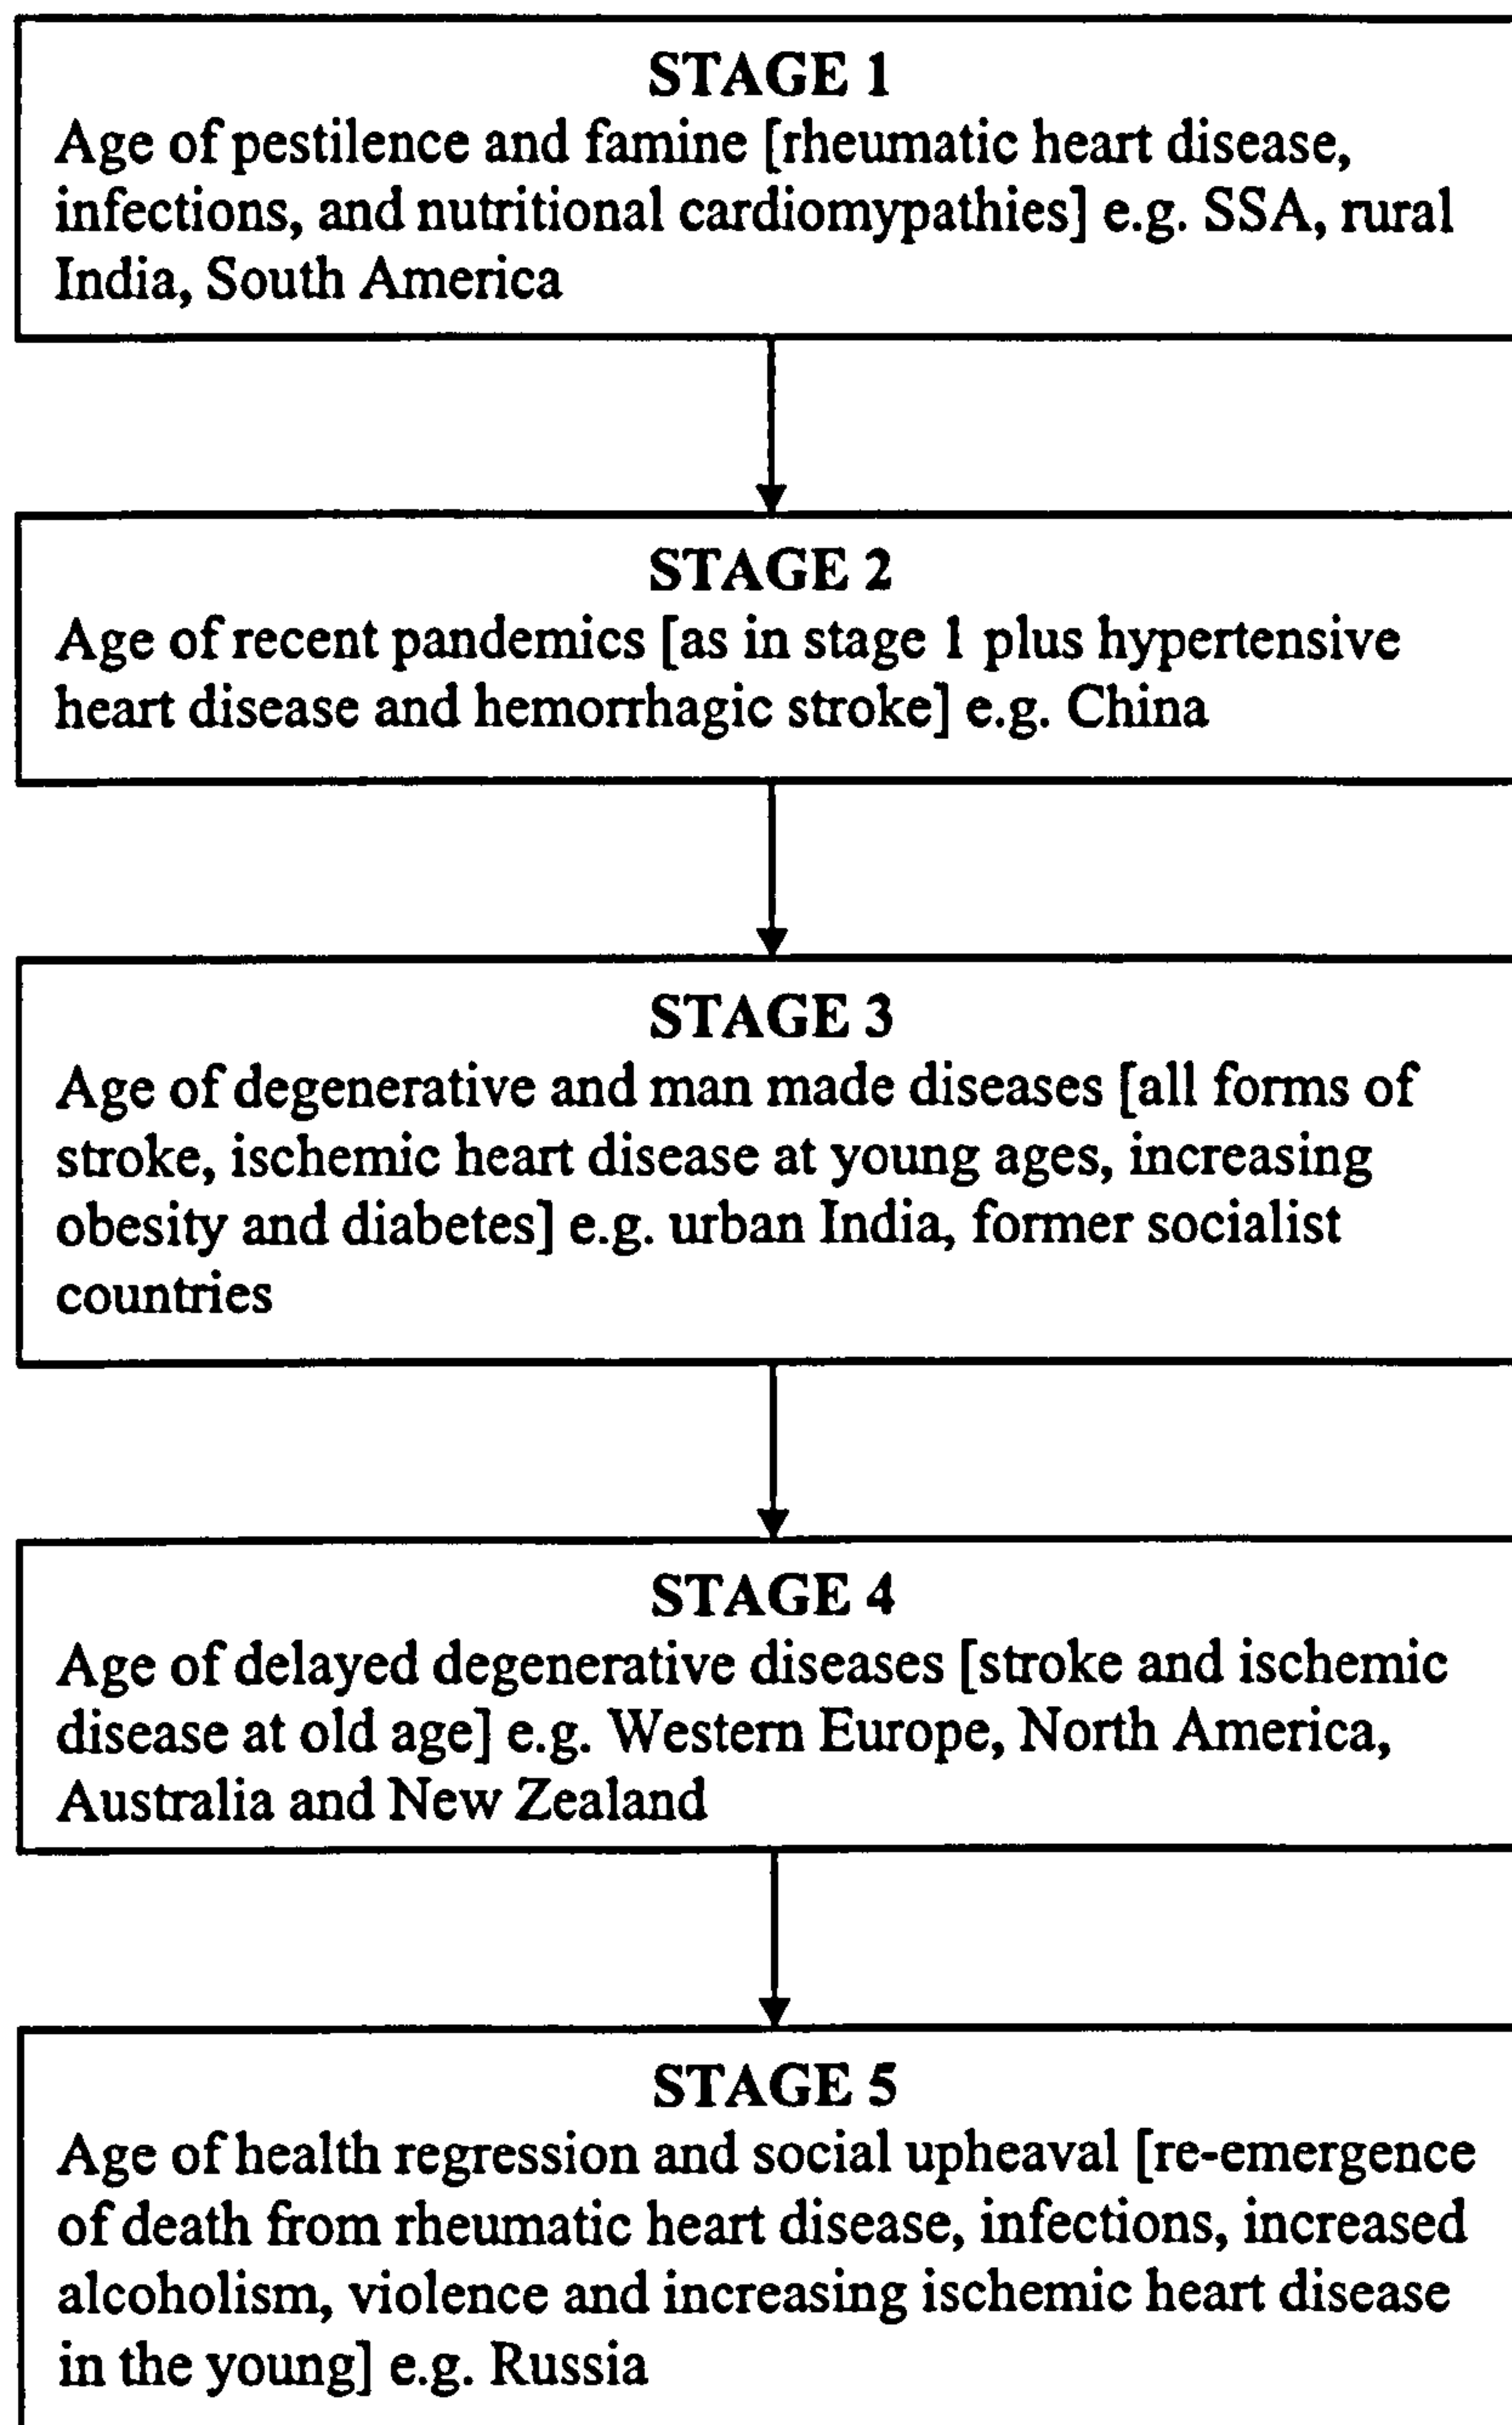 STAGE 1
Age of pestilence and famine [rheumatic heart disease,
infections, and nutritional cardiomypathies] e.g. SSA, rural
India, South America
STAGE 2
Age of recent pandemics [as in stage 1 plus hypertensive
heart disease and hemorrhagic stroke] e.g. China
STAGE 3
Age of degenerative and man made diseases [all forms of
stroke, ischemic heart disease at young ages, increasing
obesity and diabetes] e.g. urban India, former socialist
countries
STAGE 4
Age of delayed degenerative diseases [stroke and ischemic
disease at old age] e.g. Western Europe, North America,
Australia and New Zealand
STAGE 5
Age of health regression and social upheaval [re-emergence
of death from rheumatic heart disease, infections, increased
alcoholism, violence and increasing ischemic heart disease
in the young] e.g. Russia